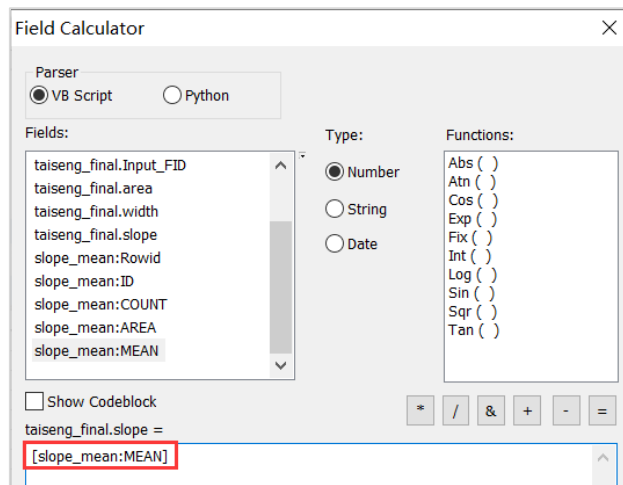 Field Calculator
Parser
VB Script
Python
Fields:
taiseng_final.Input_FID
taiseng_final.area
taiseng_final.width
taiseng_final.slope
slope_mean:Rowid
slope_mean:ID
slope_mean:COUNT
slope_mean:AREA
slope_mean:MEAN
Type:
Number
String
Date
Functions:
Abs ( )
Atn ( )
Cos ( )
Exp ( )
Fix ( )
Int ( )
Log ( )
Sin ( )
Sqr ( )
Tan ( )
Show Codeblock
* / & + - =
taiseng_final.slope =
[slope_mean:MEAN]